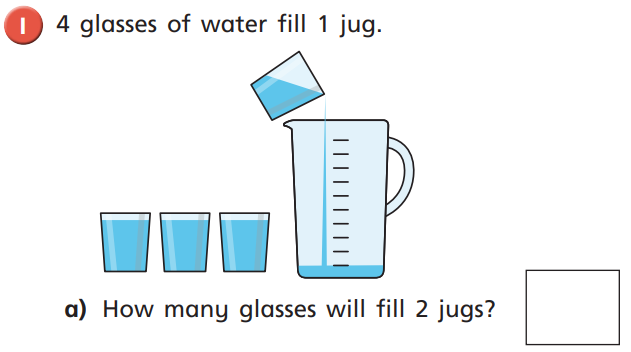 1 4 glasses of water fill 1 jug.
a) How many glasses will fill 2 jugs?